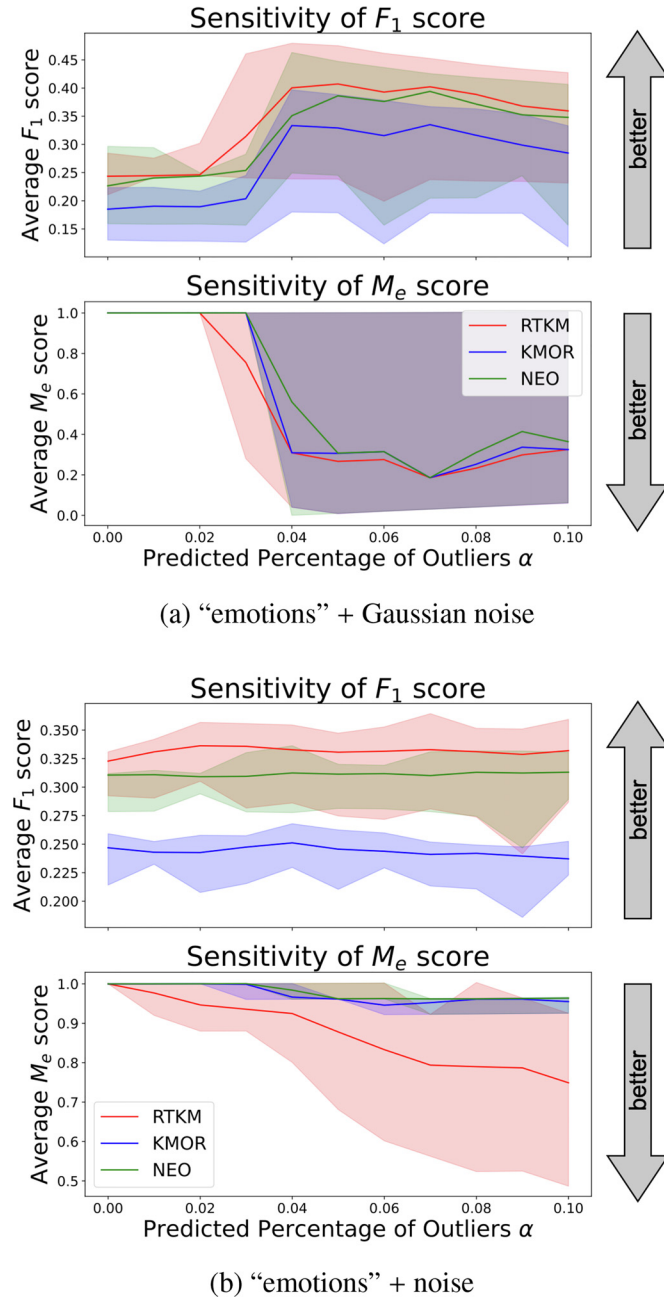 Sensitivity of F₁ score
Average F₁ score
0.45
0.40
0.35
0.30
0.25
0.20
0.15
better
Sensitivity of Mₑ score
Average Mₑ score
1.0
0.8
0.6
0.4
0.2
0.0
RTKM
KMOR
NEO
better
0.00 0.02 0.04 0.06 0.08 0.10
Predicted Percentage of Outliers α
(a) “emotions” + Gaussian noise
Sensitivity of F₁ score
Average F₁ score
0.350
0.325
0.300
0.275
0.250
0.225
0.200
better
Sensitivity of Mₑ score
Average Mₑ score
1.0
0.9
0.8
0.7
0.6
0.5
RTKM
KMOR
NEO
better
0.00 0.02 0.04 0.06 0.08 0.10
Predicted Percentage of Outliers α
(b) “emotions” + noise